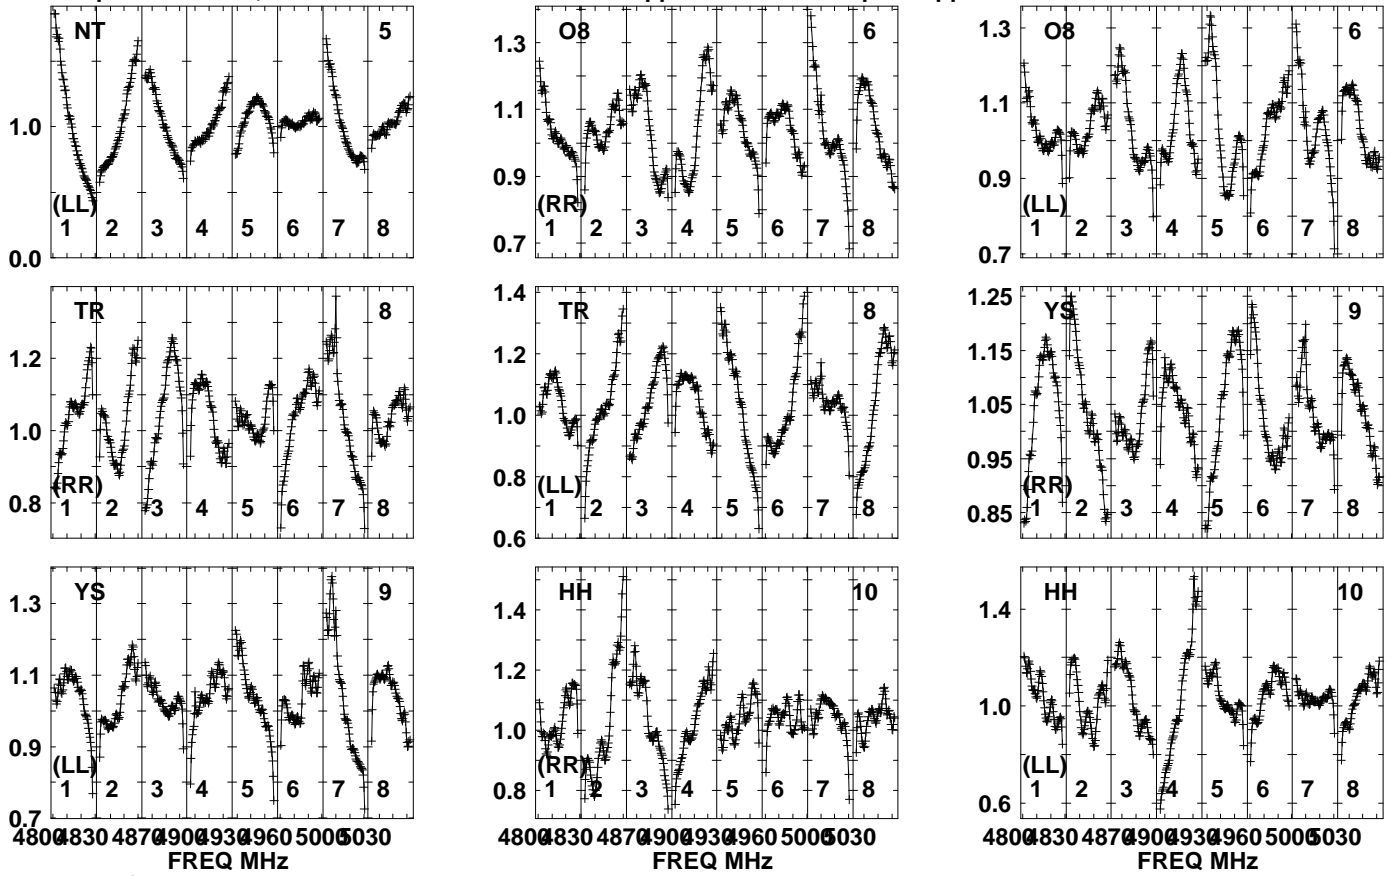 NT 5
1.0
(LL)
1 2 3 4 5 6 7 8
0.0
O8 6
1.3
1.1
0.9
(RR)
1 2 3 4 5 6 7 8
0.7
O8 6
1.3
1.1
0.9
(LL)
1 2 3 4 5 6 7 8
0.7
TR 8
1.2
1.0
(RR)
0.8 1 2 3 4 5 6 7 8
TR 8
1.4
1.2
1.0
0.8
(LL)
1 2 3 4 5 6 7 8
0.6
YS 9
1.25
1.15
1.05
0.95
(RR)
0.85 1 2 3 4 5 6 7 8
YS 9
1.3
1.1
0.9
(LL)
1 2 3 4 5 6 7 8
0.7
4800 4830 4870 4900 4930 4960 5000 5030
FREQ MHz
HH 10
1.4
1.2
1.0
(RR)
0.8 1 2 3 4 5 6 7 8
4800 4830 4870 4900 4930 4960 5000 5030
FREQ MHz
HH 10
1.4
1.0
(LL)
1 2 3 4 5 6 7 8
0.6
4800 4830 4870 4900 4930 4960 5000 5030
FREQ MHz